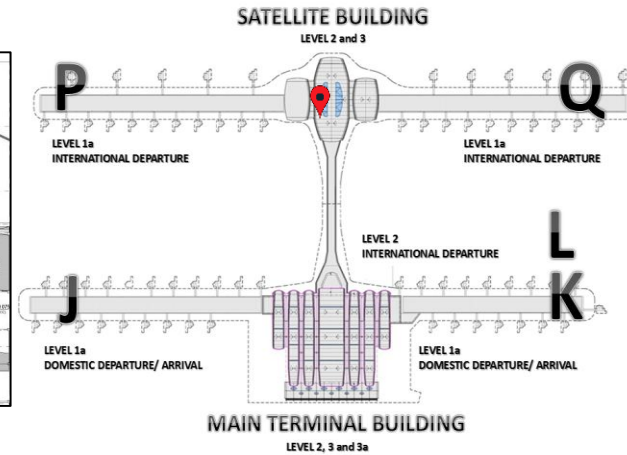 SATELLITE BUILDING
LEVEL 2 and 3
P
Q
LEVEL 1a
INTERNATIONAL DEPARTURE
LEVEL 1a
INTERNATIONAL DEPARTURE
LEVEL 2
INTERNATIONAL DEPARTURE
L
J
K
LEVEL 1a
DOMESTIC DEPARTURE/ ARRIVAL
LEVEL 1a
DOMESTIC DEPARTURE/ ARRIVAL
MAIN TERMINAL BUILDING
LEVEL 2, 3 and 3a